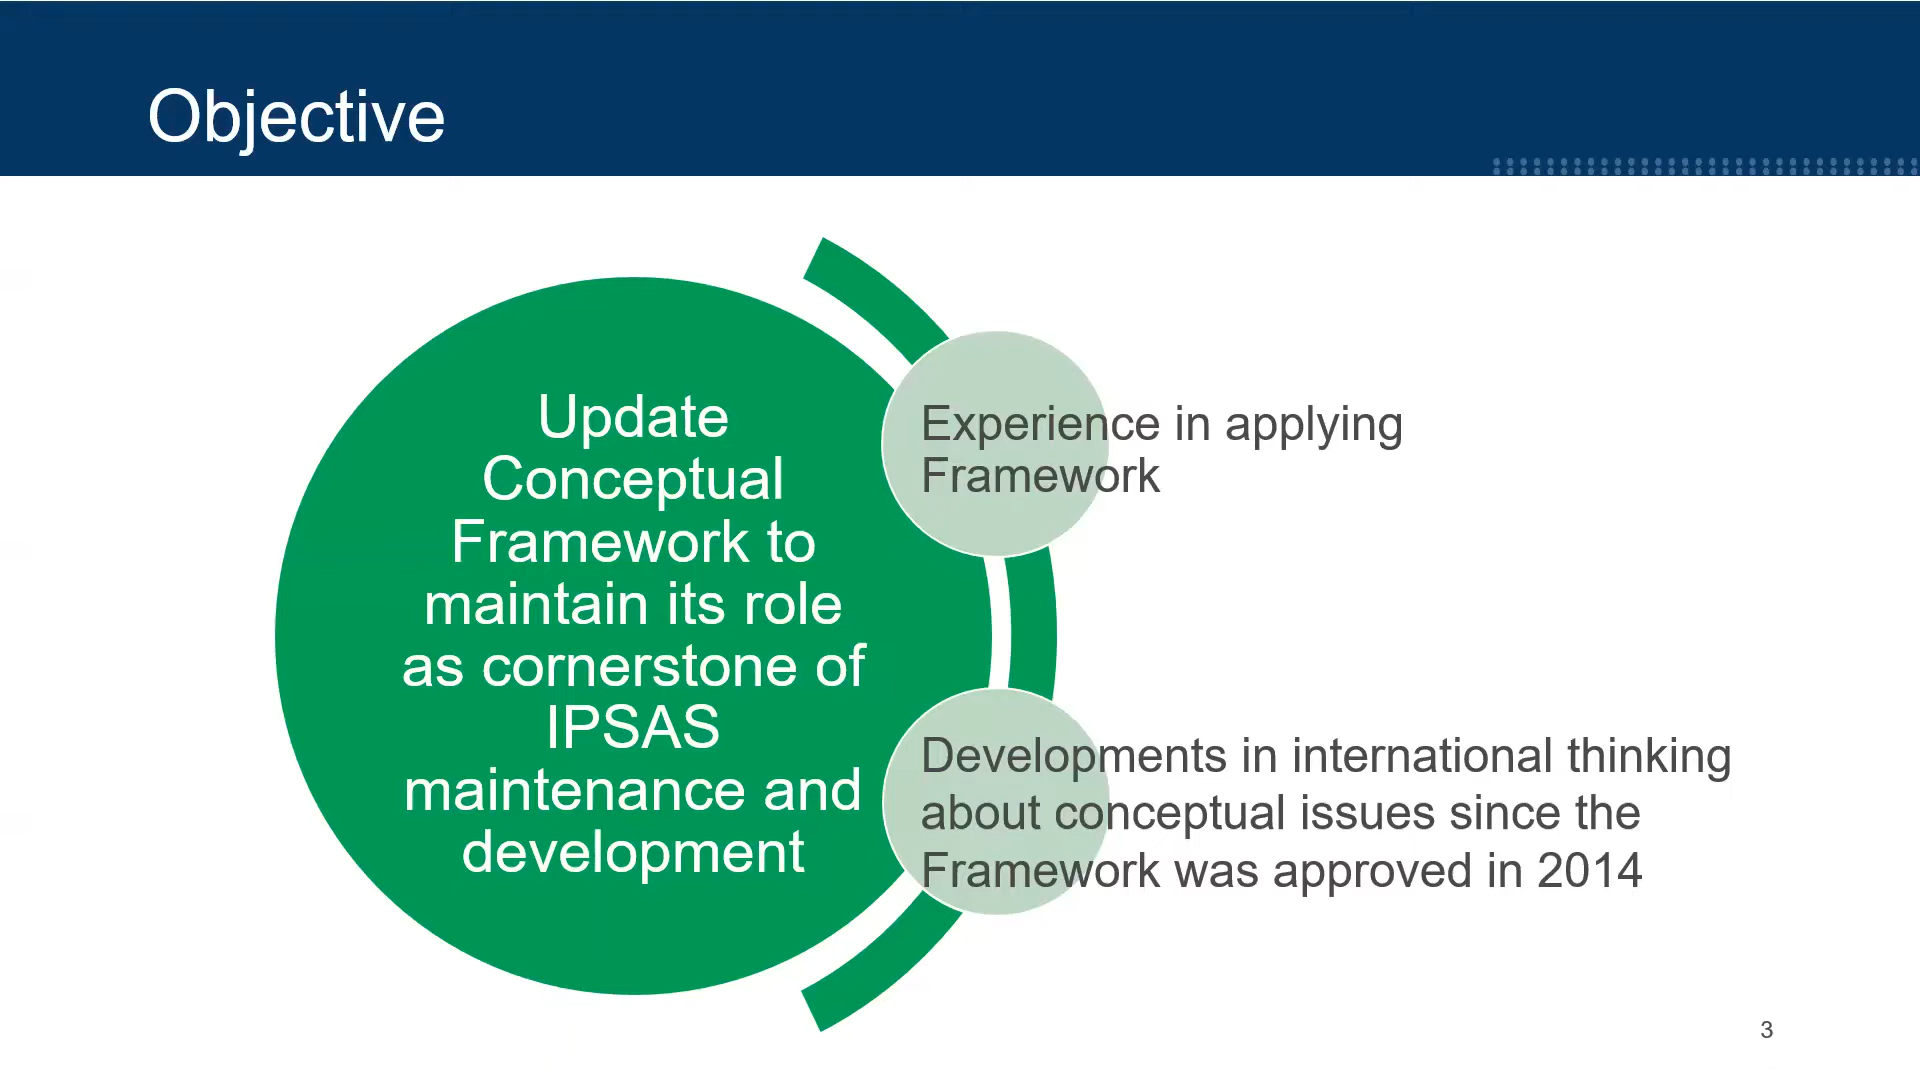 Objective
Update
Conceptual
Framework to
maintain its role
as cornerstone of
IPSAS
maintenance and
development
Experience in applying
Framework
Developments in international thinking
about conceptual issues since the
Framework was approved in 2014
3